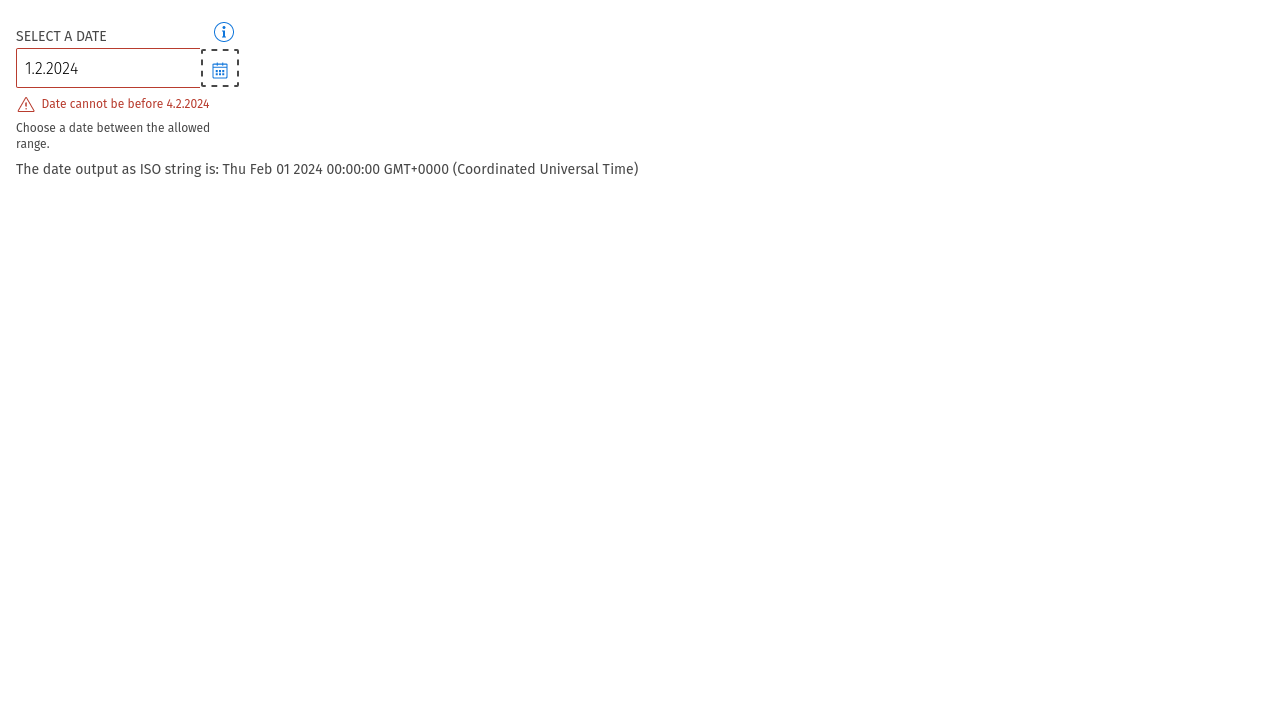 SELECT A DATE
1.2.2024
Date cannot be before 4.2.2024
Choose a date between the allowed
range.
The date output as ISO string is: Thu Feb 01 2024 00:00:00 GMT+0000 (Coordinated Universal Time)